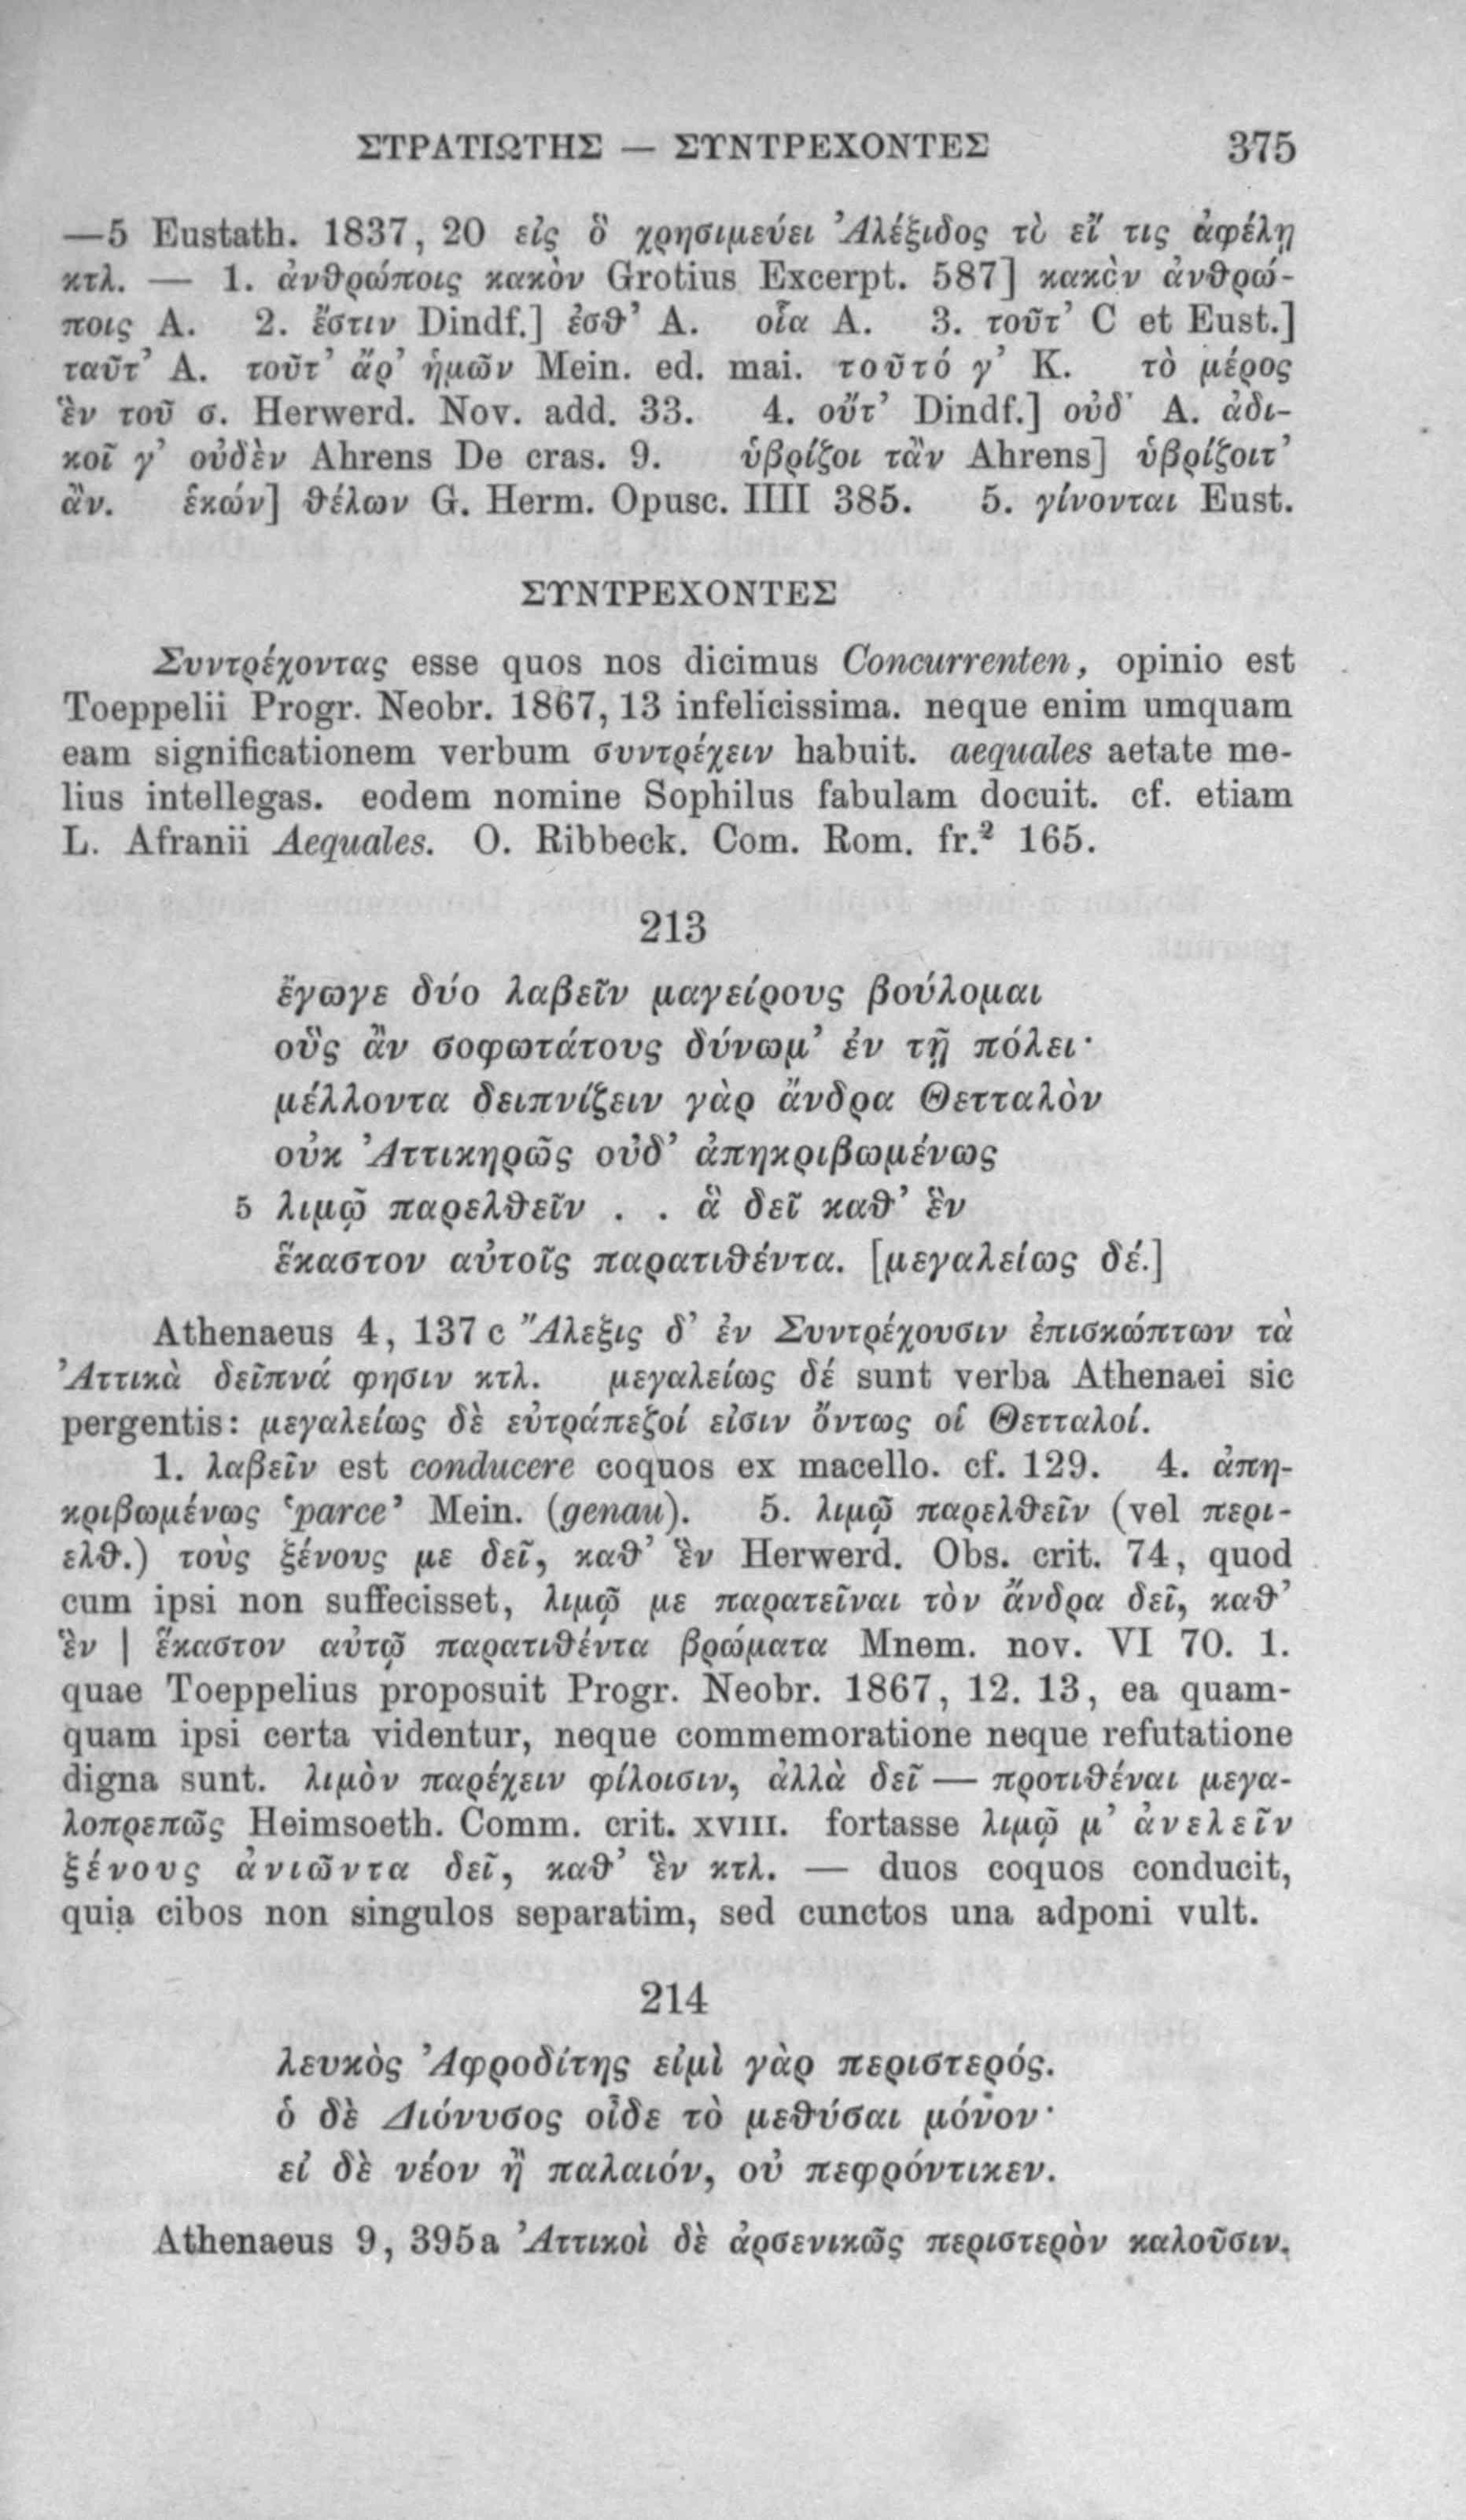 ΣΤΡΑΤΙΩΤΗΣ — ΣΥΝΤΡΕΧΟΝΤΕΣ 375
—5 Eustath. 1837, 20 εἰς ὃ χρησιμεύει Ἀλέξιδος τὸ εἴ τις ἀφέλῃ
κτλ. — 1. ἀνθρώποις κακὸν Grotius Excerpt. 587] κακὸν ἀνθρώ-
ποις A. 2. ἔστιν Dindf.] ἐσθ’ A. οἷα A. 3. τοῦτ’ C et Eust.]
ταῦτ’ A. τοῦτ’ ἄρ’ ἡμῶν Mein. ed. mai. τοῦτό γ’ K. τὸ μέρος
ἓν τοῦ σ. Herwerd. Nov. add. 33. 4. οὔτ’ Dindf.] οὐδ’ A. ἀδι-
κοῖ γ’ οὐδὲν Ahrens De cras. 9. ὑβρίζοι τἂν Ahrens] ὑβρίζοιτ’
ἄν. ἑκών] θέλων G. Herm. Opusc. IIII 385. 5. γίνονται Eust.
ΣΥΝΤΡΕΧΟΝΤΕΣ
Συντρέχοντας esse quos nos dicimus Concurrenten, opinio est
Toeppelii Progr. Neobr. 1867, 13 infelicissima. neque enim umquam
eam significationem verbum συντρέχειν habuit. aequales aetate me-
lius intellegas. eodem nomine Sophilus fabulam docuit. cf. etiam
L. Afranii Aequales. O. Ribbeck. Com. Rom. fr.² 165.
213
ἔγωγε δύο λαβεῖν μαγείρους βούλομαι
οὓς ἂν σοφωτάτους δύνωμ’ ἐν τῇ πόλει·
μέλλοντα δειπνίζειν γὰρ ἄνδρα Θετταλὸν
οὐκ Ἀττικηρῶς οὐδ’ ἀπηκριβωμένως
5 λιμῷ παρελθεῖν . . ἃ δεῖ καθ’ ἓν
ἕκαστον αὐτοῖς παρατιθέντα. [μεγαλείως δέ.]
Athenaeus 4, 137 c Ἄλεξις δ’ ἐν Συντρέχουσιν ἐπισκώπτων τὰ
Ἀττικὰ δεῖπνά φησιν κτλ. μεγαλείως δέ sunt verba Athenaei sic
pergentis: μεγαλείως δὲ εὐτράπεζοί εἰσιν ὄντως οἱ Θετταλοί.
1. λαβεῖν est conducere coquos ex macello. cf. 129. 4. ἀπη-
κριβωμένως ‘parce’ Mein. (genau). 5. λιμῷ παρελθεῖν (vel περι-
ελθ.) τοὺς ξένους με δεῖ, καθ’ ἓν Herwerd. Obs. crit. 74, quod
cum ipsi non suffecisset, λιμῷ με παρατεῖναι τὸν ἄνδρα δεῖ, καθ’
ἓν | ἕκαστον αὐτῷ παρατιθέντα βρώματα Mnem. nov. VI 70. 1.
quae Toeppelius proposuit Progr. Neobr. 1867, 12. 13, ea quam-
quam ipsi certa videntur, neque commemoratione neque refutatione
digna sunt. λιμὸν παρέχειν φίλοισιν, ἀλλὰ δεῖ — προτιθέναι μεγα-
λοπρεπῶς Heimsoeth. Comm. crit. XVIII. fortasse λιμῷ μ’ ἀνελεῖν
ξένους ἀνιῶντα δεῖ, καθ’ ἓν κτλ. — duos coquos conducit,
quia cibos non singulos separatim, sed cunctos una adponi vult.
214
λευκὸς Ἀφροδίτης εἰμὶ γὰρ περιστερός.
ὁ δὲ Διόνυσος οἶδε τὸ μεθύσαι μόνον·
εἰ δὲ νέον ἢ παλαιόν, οὐ πεφρόντικεν.
Athenaeus 9, 395 a Ἀττικοὶ δὲ ἀρσενικῶς περιστερὸν καλοῦσιν.